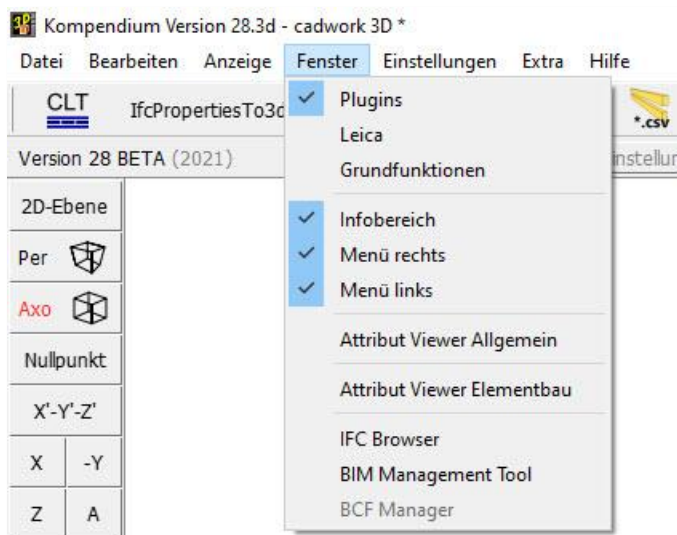 Kompendium Version 28.3d - cadwork 3D *
Datei Bearbeiten Anzeige Fenster Einstellungen Extra Hilfe
CLT
IfcPropertiesTo3d
*.csv
Version 28 BETA (2021)
Plugins
Leica
Grundfunktionen
Infobereich
Menü rechts
Menü links
Attribut Viewer Allgemein
Attribut Viewer Elementbau
IFC Browser
BIM Management Tool
BCF Manager
2D-Ebene
Per
Axo
Nullpunkt
X'-Y'-Z'
X -Y
Z A